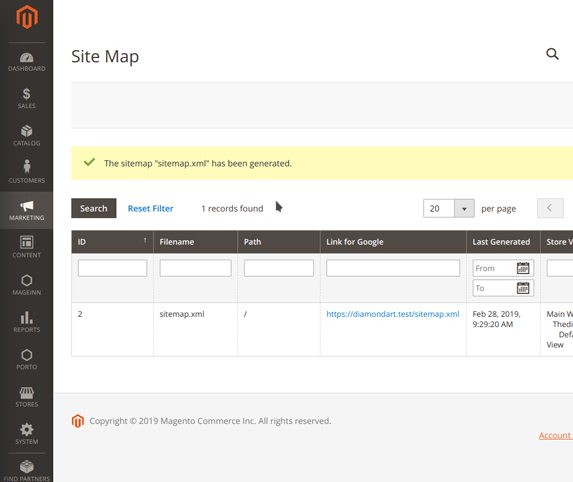 Site Map
DASHBOARD
SALES
CATALOG
CUSTOMERS
MARKETING
CONTENT
MAGEINN
REPORTS
PORTO
STORES
SYSTEM
FIND PARTNERS
The sitemap "sitemap.xml" has been generated.
Search Reset Filter 1 records found 20 per page
ID ↑ Filename Path Link for Google Last Generated Store V
From
To
2 sitemap.xml / https://diamondart.test/sitemap.xml Feb 28, 2019, Main W
9:29:20 AM Thedi
Defa
View
Copyright © 2019 Magento Commerce Inc. All rights reserved.
Account